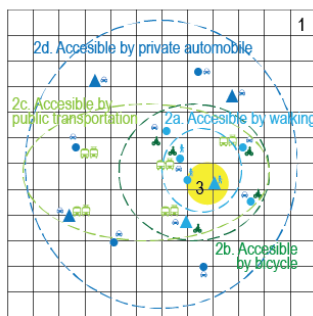 1
2d. Accesible by private automobile
2c. Accesible by
public transportation
2a. Accesible by walking
3
2b. Accesible
by bicycle